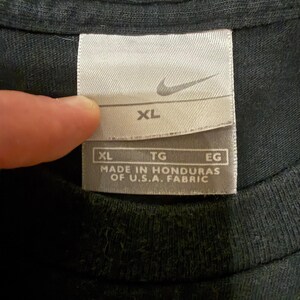 XL
XL TG EG
MADE IN HONDURAS
OF U.S.A. FABRIC